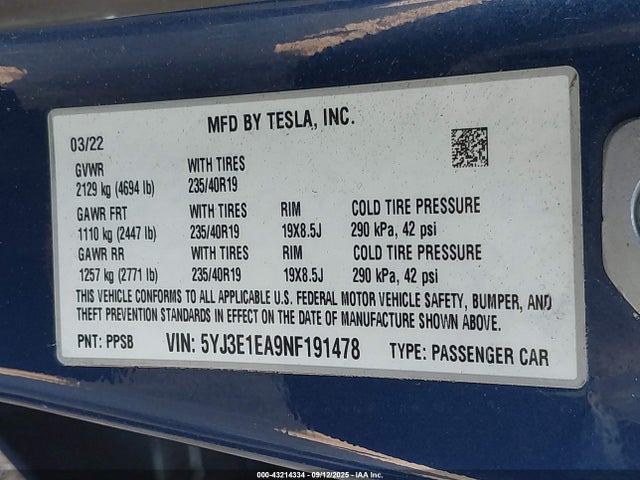 MFD BY TESLA, INC.
03/22
GVWR WITH TIRES
2129 kg (4694 lb) 235/40R19
GAWR FRT WITH TIRES RIM COLD TIRE PRESSURE
1110 kg (2447 lb) 235/40R19 19X8.5J 290 kPa, 42 psi
GAWR RR WITH TIRES RIM COLD TIRE PRESSURE
1257 kg (2771 lb) 235/40R19 19X8.5J 290 kPa, 42 psi
THIS VEHICLE CONFORMS TO ALL APPLICABLE U.S. FEDERAL MOTOR VEHICLE SAFETY, BUMPER, AND
THEFT PREVENTION STANDARDS IN EFFECT ON THE DATE OF MANUFACTURE SHOWN ABOVE.
PNT: PPSB VIN: 5YJ3E1EA9NF191478 TYPE: PASSENGER CAR
000-43214334 - 09/12/2025 - IAA Inc.